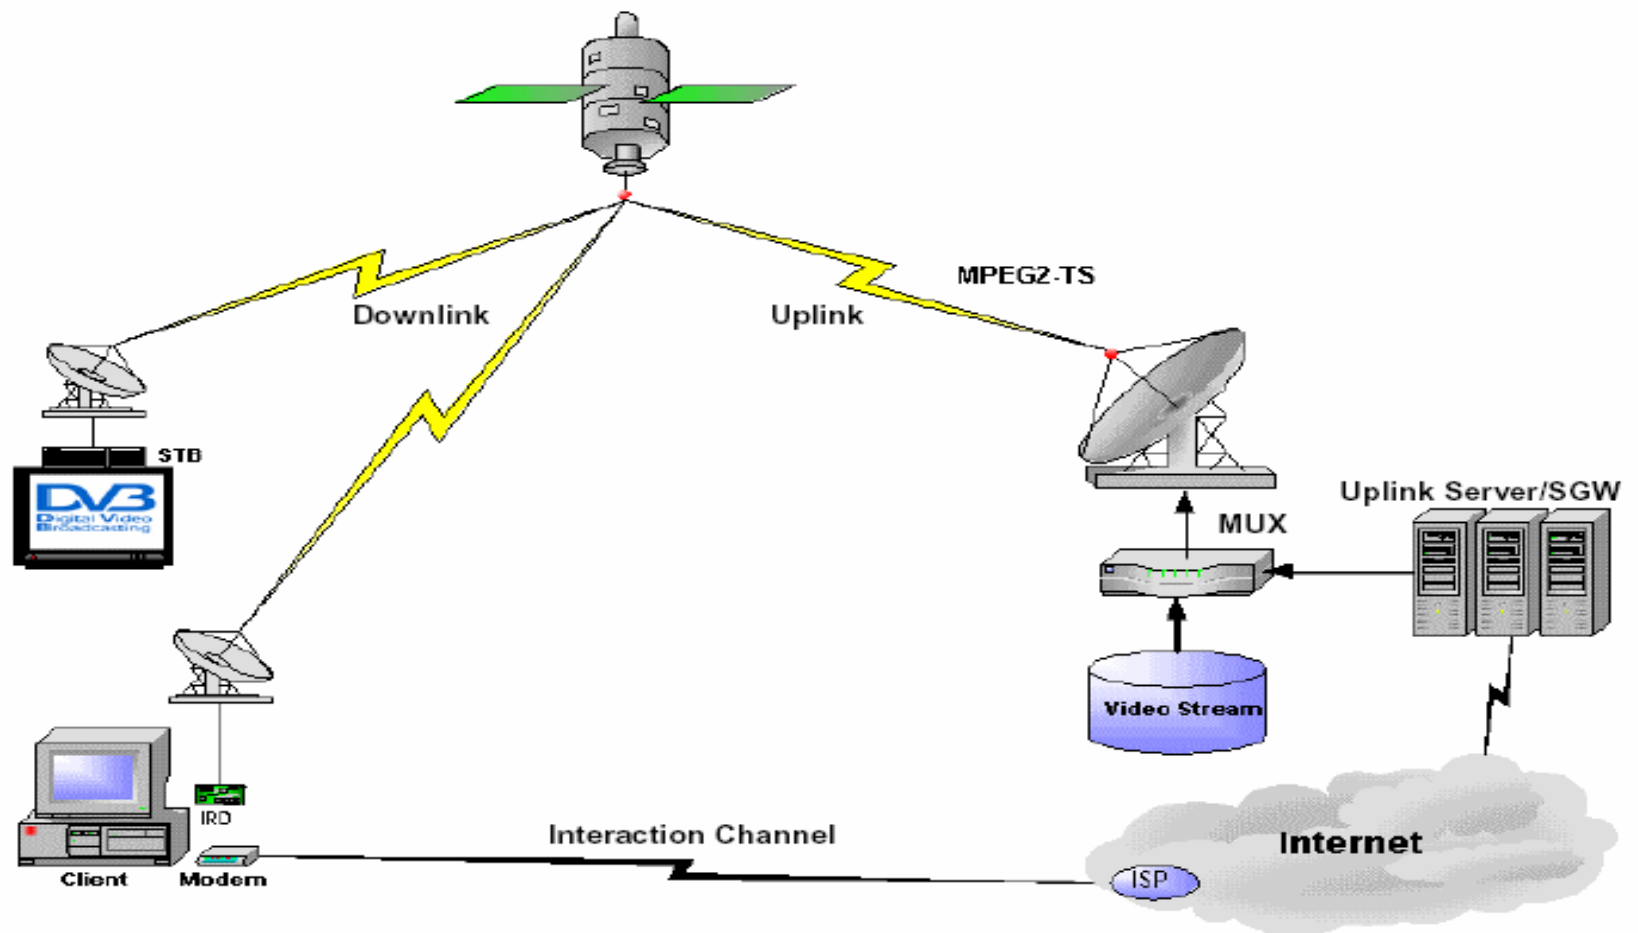 MPEG2-TS
Downlink
Uplink
STB
DVB
Digital Video
Broadcasting
Uplink Server/SGW
MUX
Video Stream
IRD
Interaction Channel
Internet
Client
Modem
ISP